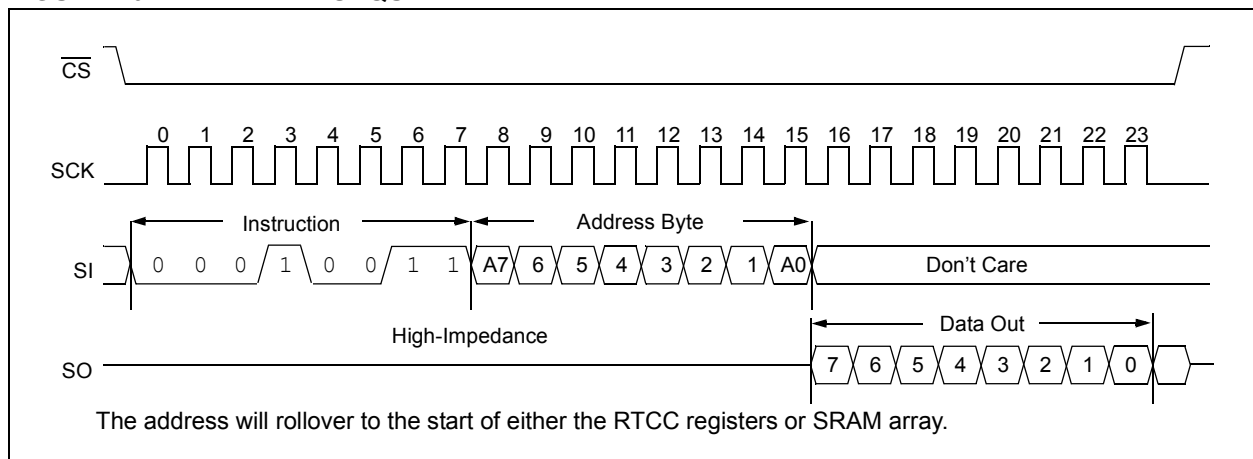 CS
0 1 2 3 4 5 6 7 8 9 10 11 12 13 14 15 16 17 18 19 20 21 22 23
SCK
Instruction Address Byte
SI 0 0 0 1 0 0 1 1 A7 6 5 4 3 2 1 A0 Don't Care
Data Out
High-Impedance
SO 7 6 5 4 3 2 1 0
The address will rollover to the start of either the RTCC registers or SRAM array.